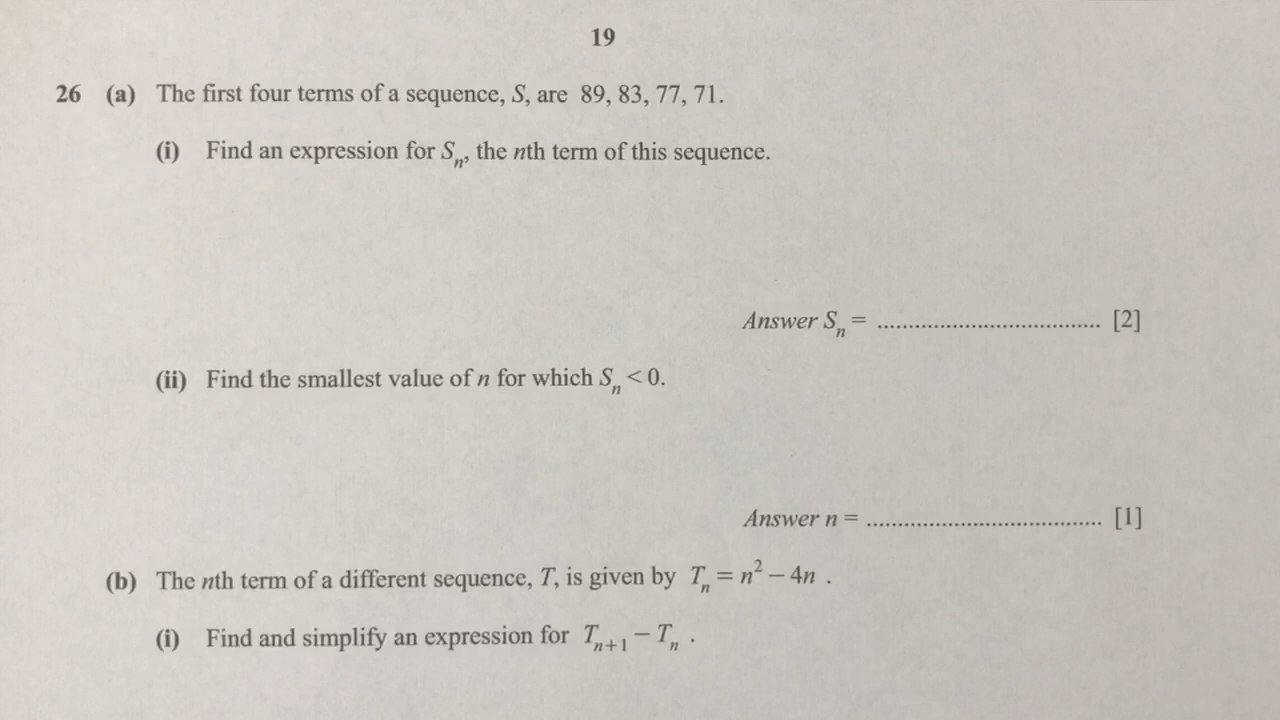 19
26 (a) The first four terms of a sequence, S, are 89, 83, 77, 71.
(i) Find an expression for Sₙ, the nth term of this sequence.
Answer Sₙ = .................................... [2]
(ii) Find the smallest value of n for which Sₙ < 0.
Answer n = ...................................... [1]
(b) The nth term of a different sequence, T, is given by Tₙ = n² – 4n .
(i) Find and simplify an expression for Tₙ₊₁ – Tₙ .